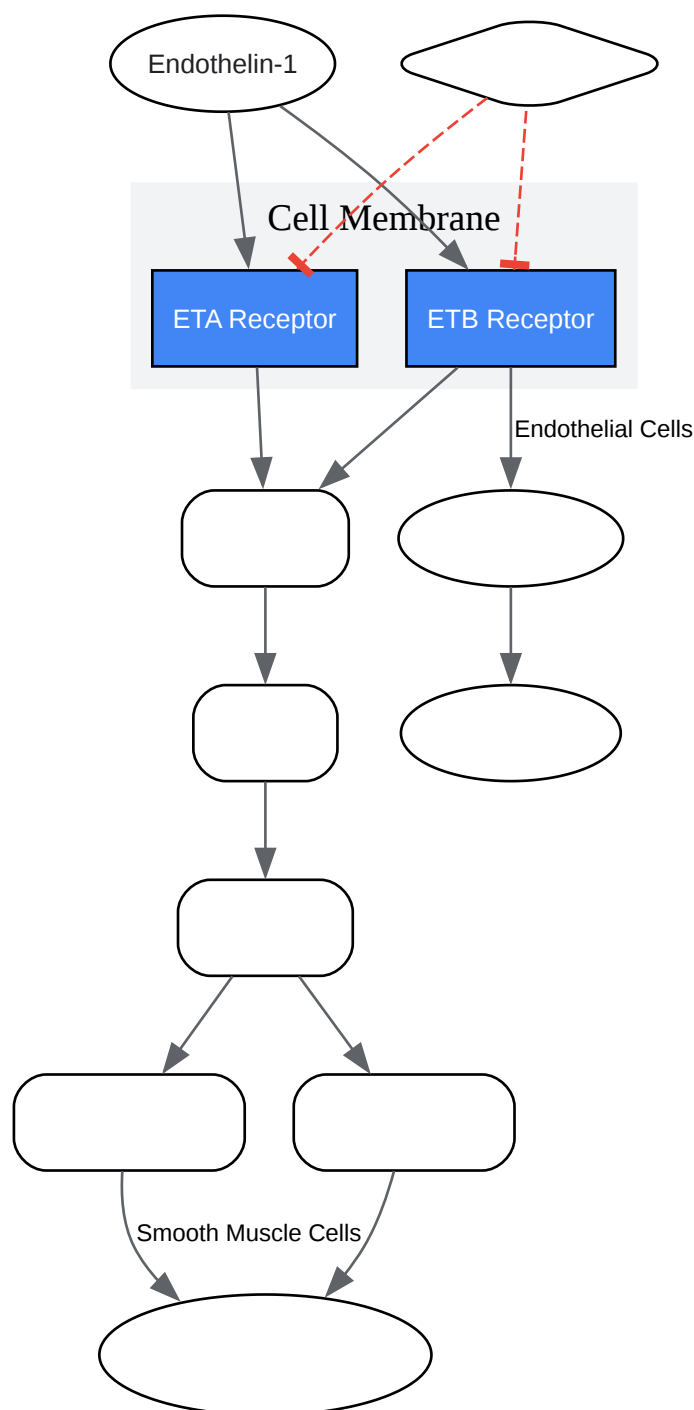 Endothelin-1
Cell Membrane
ETA Receptor
ETB Receptor
Endothelial Cells
Smooth Muscle Cells